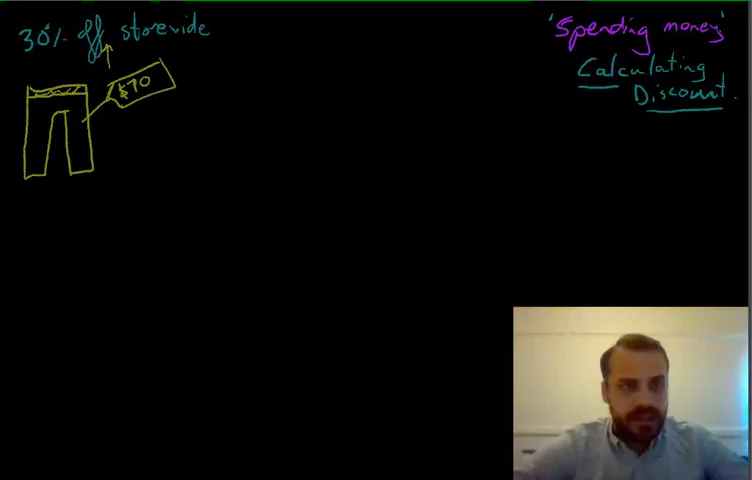 30% off storewide
$70
'Spending money'
Calculating
Discount.